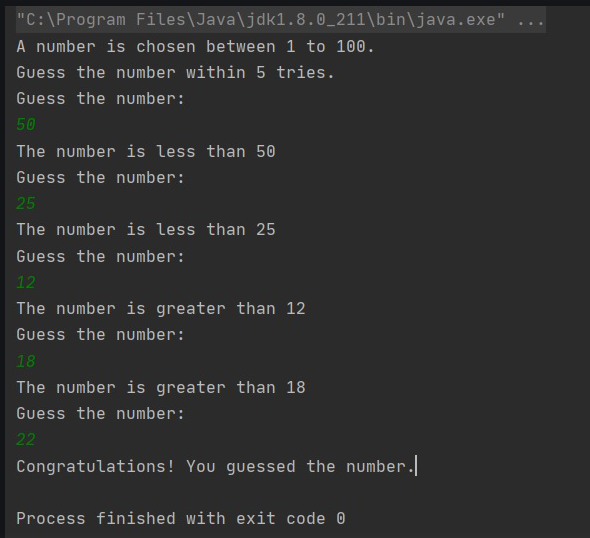 "C:\Program Files\Java\jdk1.8.0_211\bin\java.exe" ...
A number is chosen between 1 to 100.
Guess the number within 5 tries.
Guess the number:
50
The number is less than 50
Guess the number:
25
The number is less than 25
Guess the number:
12
The number is greater than 12
Guess the number:
18
The number is greater than 18
Guess the number:
22
Congratulations! You guessed the number.
Process finished with exit code 0